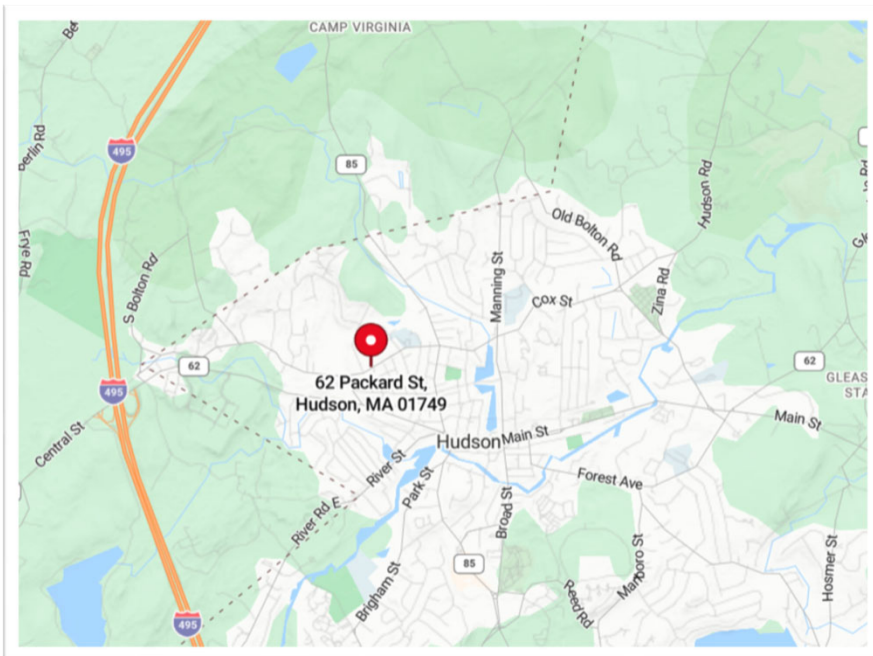 CAMP VIRGINIA
495
85
Hudson Rd
Old Bolton Rd
Frye Rd
S Bolton Rd
Manning St
Zina Rd
Cox St
62
62 Packard St,
Hudson, MA 01749
62
495
Main St
Central St
Hudson
Main St
River St
Park St
Forest Ave
River Rd E
Broad St
85
Brigham St
Reed Rd
Marlboro St
Hosmer St
495